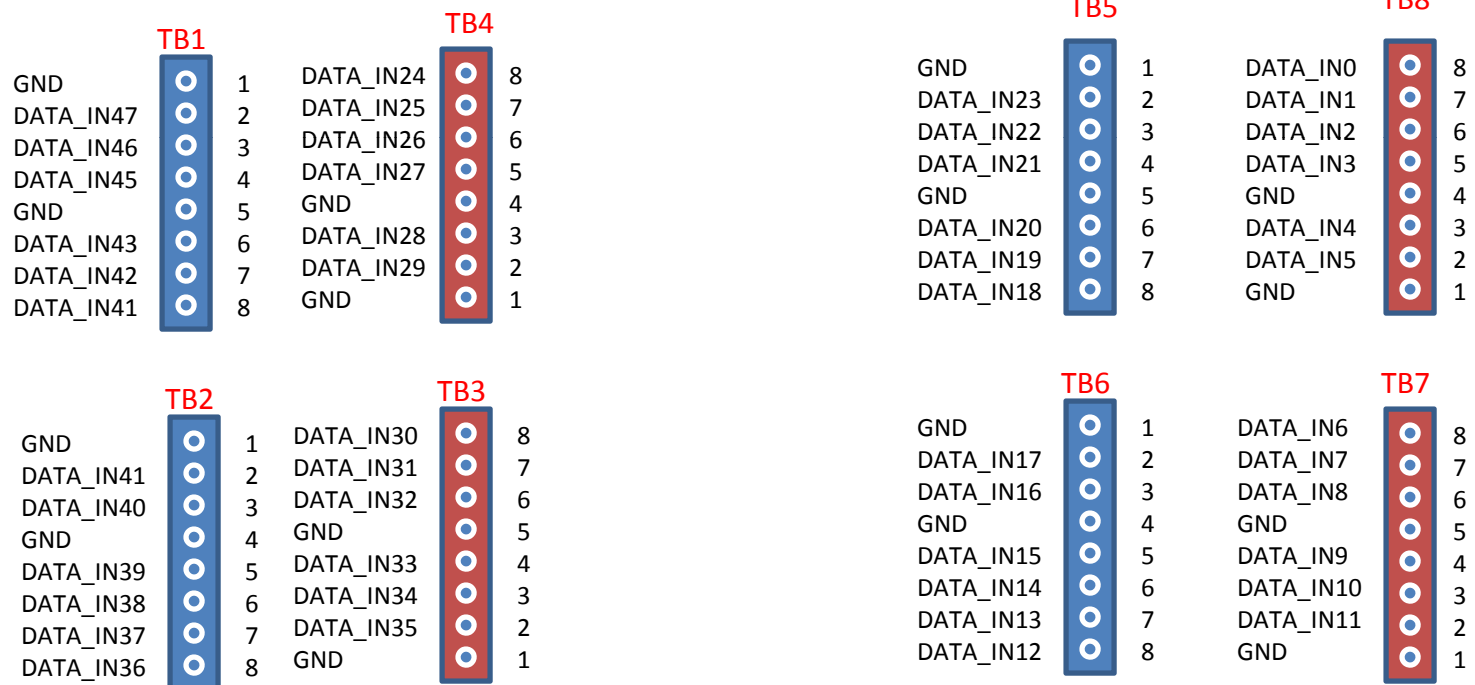 TB1
GND 1
DATA_IN47 2
DATA_IN46 3
DATA_IN45 4
GND 5
DATA_IN43 6
DATA_IN42 7
DATA_IN41 8
TB4
DATA_IN24 8
DATA_IN25 7
DATA_IN26 6
DATA_IN27 5
GND 4
DATA_IN28 3
DATA_IN29 2
GND 1
TB5
GND 1
DATA_IN23 2
DATA_IN22 3
DATA_IN21 4
GND 5
DATA_IN20 6
DATA_IN19 7
DATA_IN18 8
TB8
DATA_IN0 8
DATA_IN1 7
DATA_IN2 6
DATA_IN3 5
GND 4
DATA_IN4 3
DATA_IN5 2
GND 1
TB2
GND 1
DATA_IN41 2
DATA_IN40 3
GND 4
DATA_IN39 5
DATA_IN38 6
DATA_IN37 7
DATA_IN36 8
TB3
DATA_IN30 8
DATA_IN31 7
DATA_IN32 6
GND 5
DATA_IN33 4
DATA_IN34 3
DATA_IN35 2
GND 1
TB6
GND 1
DATA_IN17 2
DATA_IN16 3
GND 4
DATA_IN15 5
DATA_IN14 6
DATA_IN13 7
DATA_IN12 8
TB7
DATA_IN6 8
DATA_IN7 7
DATA_IN8 6
GND 5
DATA_IN9 4
DATA_IN10 3
DATA_IN11 2
GND 1